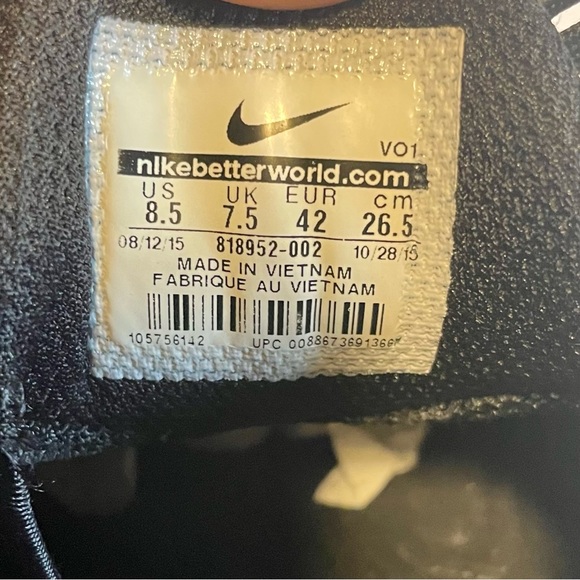 VO1
nikebetterworld.com
US UK EUR cm
8.5 7.5 42 26.5
08/12/15 818952-002 10/28/15
MADE IN VIETNAM
FABRIQUE AU VIETNAM
105756142 UPC